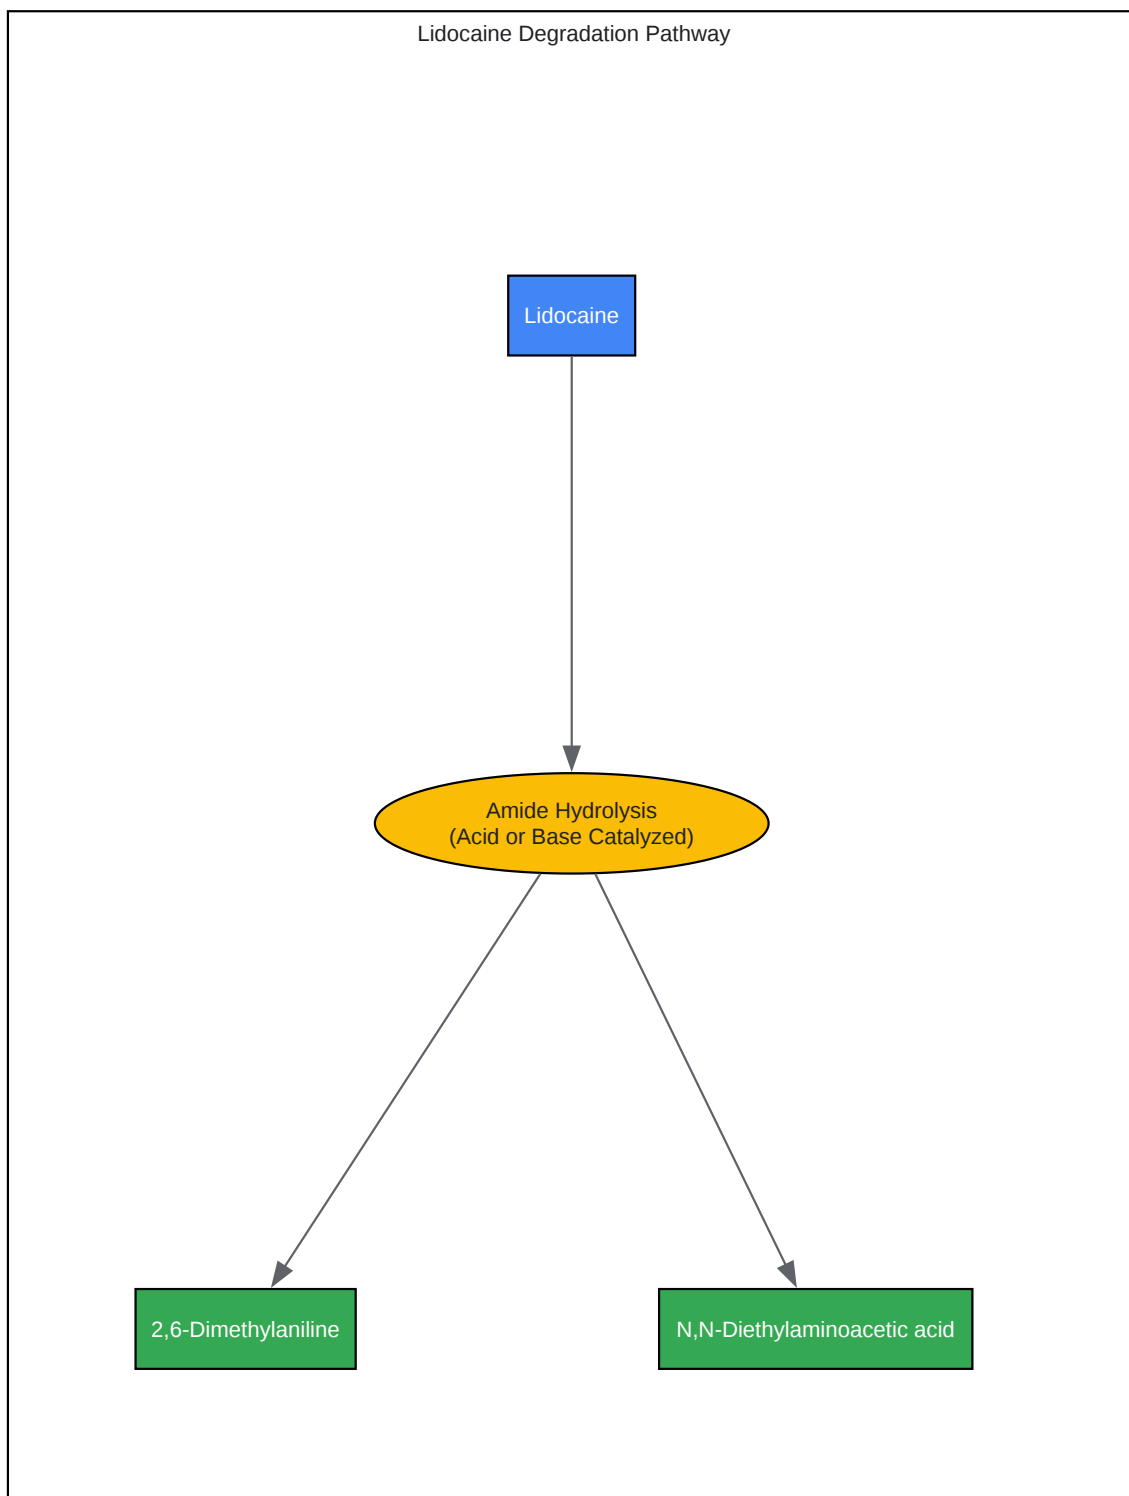 Lidocaine Degradation Pathway
Lidocaine
Amide Hydrolysis
(Acid or Base Catalyzed)
2,6-Dimethylaniline
N,N-Diethylaminoacetic acid